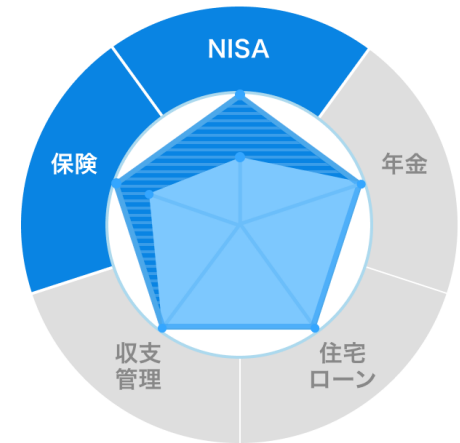 NISA
保険
年金
収支
管理
住宅
ローン